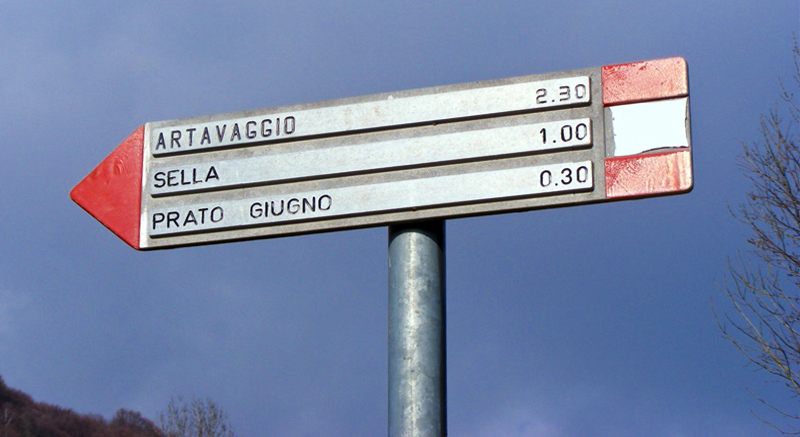 ARTAVAGGIO 2.30
SELLA 1.00
PRATO GIUGNO 0.30